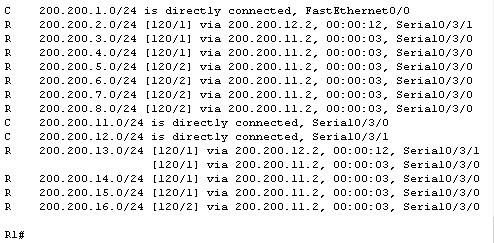 C    200.200.1.0/24 is directly connected, FastEthernet0/0
R    200.200.2.0/24 [120/1] via 200.200.12.2, 00:00:12, Serial0/3/1
R    200.200.3.0/24 [120/1] via 200.200.11.2, 00:00:03, Serial0/3/0
R    200.200.4.0/24 [120/1] via 200.200.11.2, 00:00:03, Serial0/3/0
R    200.200.5.0/24 [120/2] via 200.200.11.2, 00:00:03, Serial0/3/0
R    200.200.6.0/24 [120/2] via 200.200.11.2, 00:00:03, Serial0/3/0
R    200.200.7.0/24 [120/2] via 200.200.11.2, 00:00:03, Serial0/3/0
R    200.200.8.0/24 [120/2] via 200.200.11.2, 00:00:03, Serial0/3/0
C    200.200.11.0/24 is directly connected, Serial0/3/0
C    200.200.12.0/24 is directly connected, Serial0/3/1
R    200.200.13.0/24 [120/1] via 200.200.12.2, 00:00:12, Serial0/3/1
                     [120/1] via 200.200.11.2, 00:00:03, Serial0/3/0
R    200.200.14.0/24 [120/1] via 200.200.11.2, 00:00:03, Serial0/3/0
R    200.200.15.0/24 [120/1] via 200.200.11.2, 00:00:03, Serial0/3/0
R    200.200.16.0/24 [120/2] via 200.200.11.2, 00:00:03, Serial0/3/0
R1#